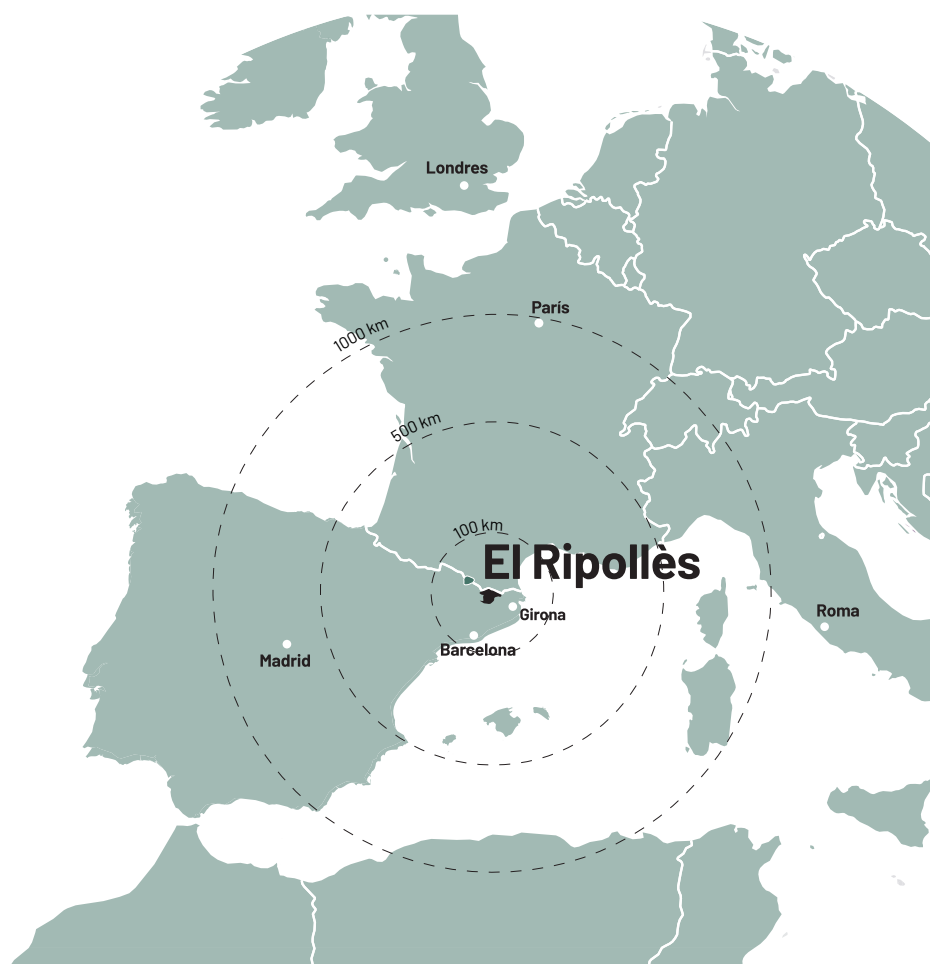 Londres
París
1000 km
500 km
100 km
El Ripollès
Girona
Roma
Barcelona
Madrid